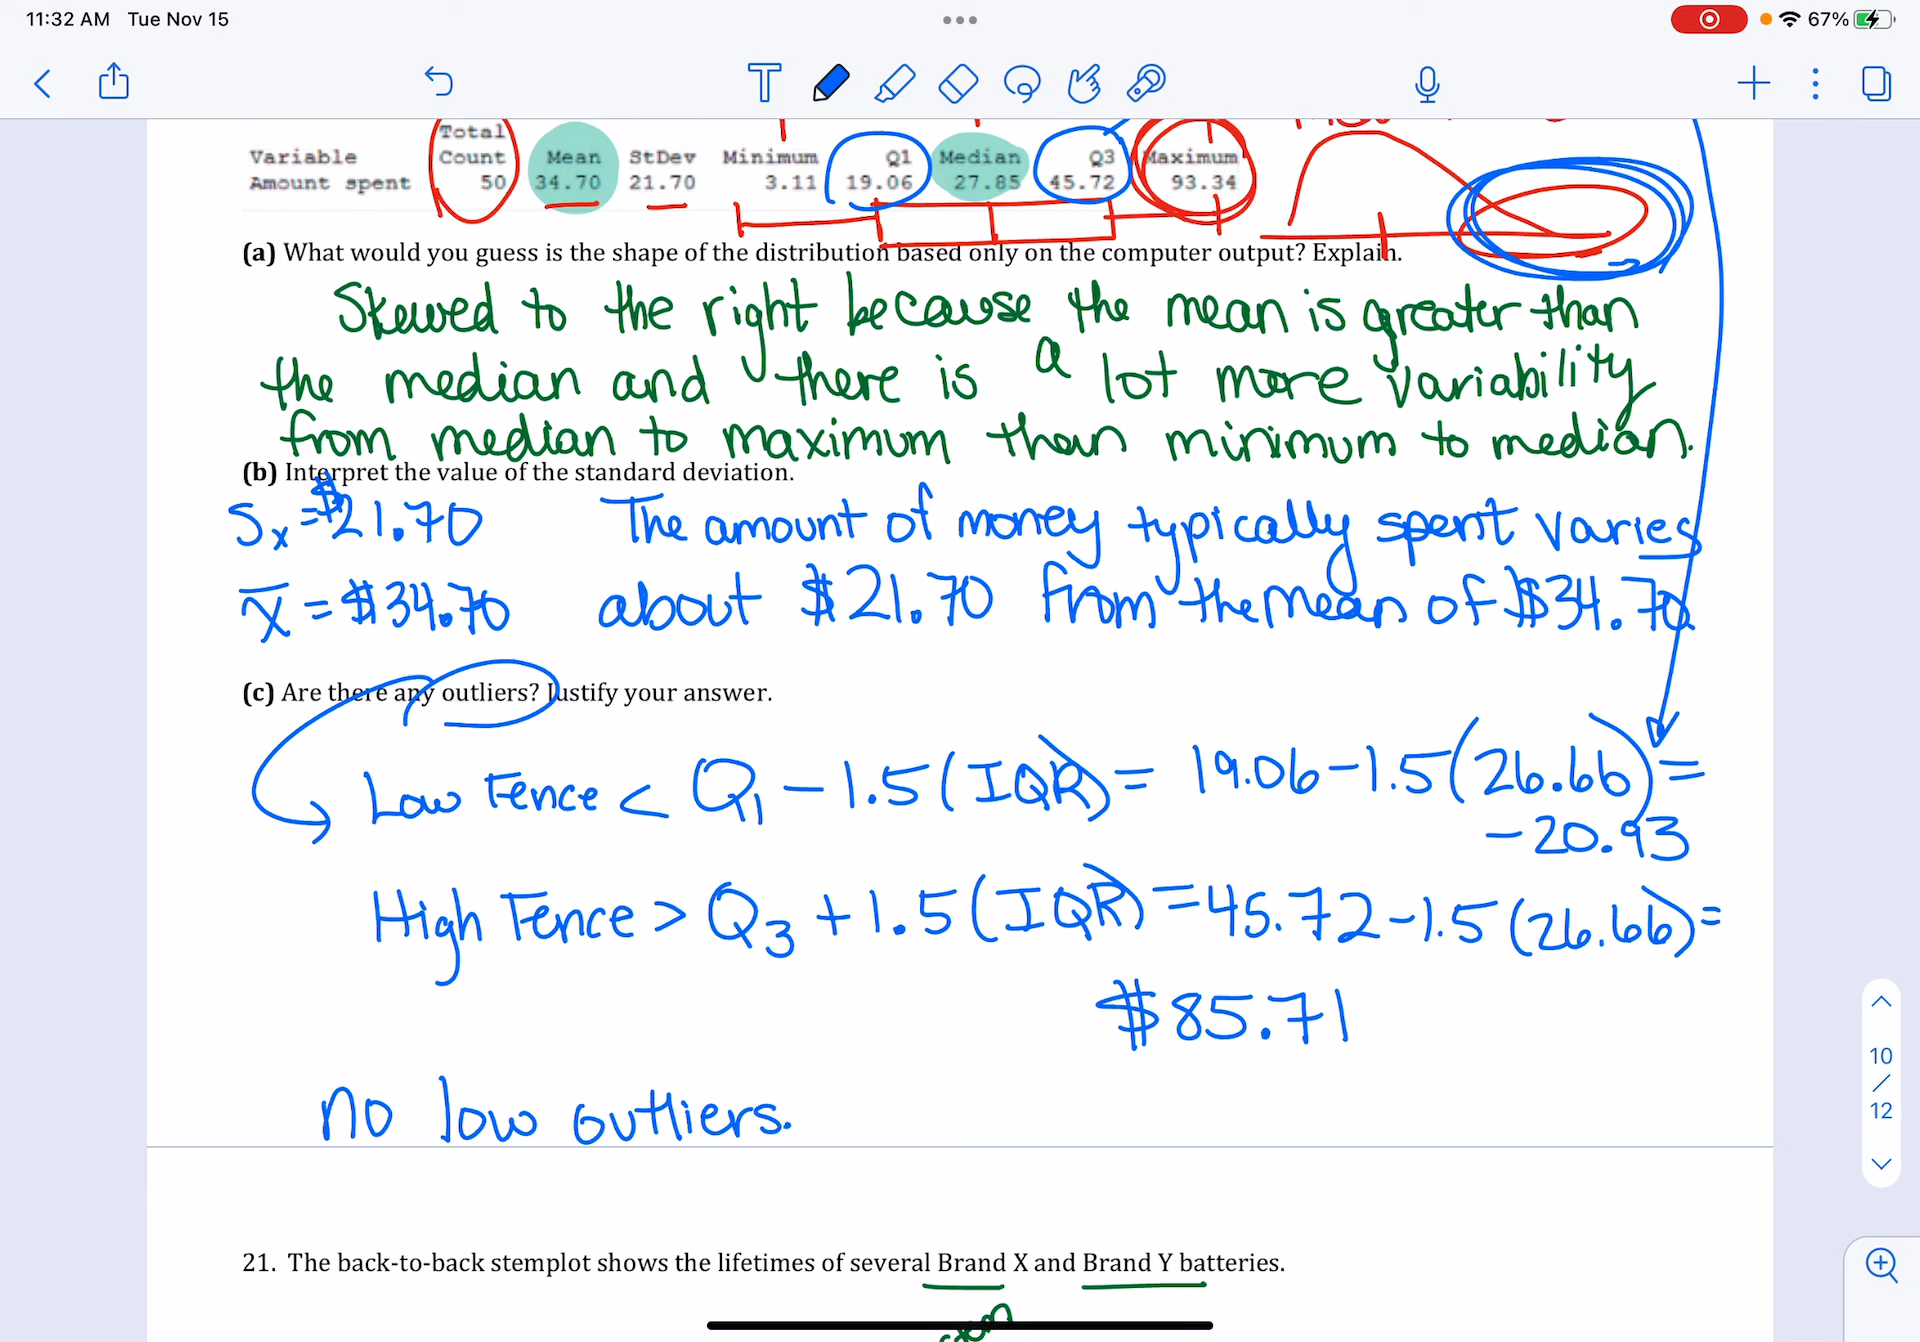 11:32 AM Tue Nov 15
67%
Total
Variable Count Mean StDev Minimum Q1 Median Q3 Maximum
Amount spent 50 34.70 21.70 3.11 19.06 27.85 45.72 93.34
(a) What would you guess is the shape of the distribution based only on the computer output? Explain.
Skewed to the right because the mean is greater than
the median and there is a lot more variability
from median to maximum than minimum to median.
(b) Interpret the value of the standard deviation.
Sx = $21.70 The amount of money typically spent varies
x̅ = $34.70 about $21.70 from the mean of $34.70
(c) Are there any outliers? Justify your answer.
Low Fence < Q1 – 1.5 (IQR) = 19.06 – 1.5 (26.66) =
– 20.93
High Fence > Q3 + 1.5 (IQR) = 45.72 – 1.5 (26.66) =
$85.71
no low outliers.
21. The back-to-back stemplot shows the lifetimes of several Brand X and Brand Y batteries.
10
/
12